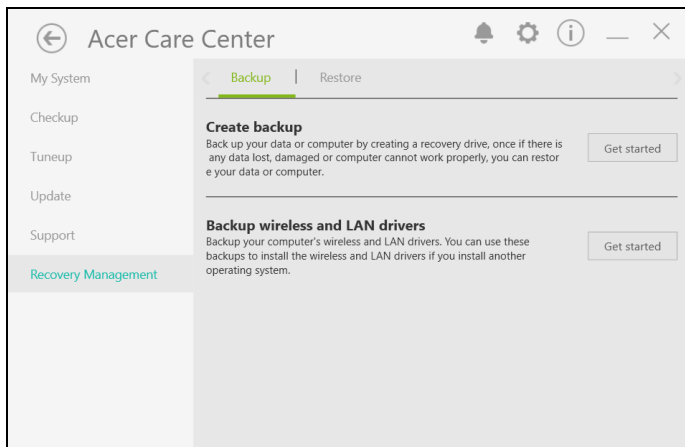 Acer Care Center
My System
Checkup
Tuneup
Update
Support
Recovery Management
Backup | Restore
Create backup
Back up your data or computer by creating a recovery drive, once if there is
any data lost, damaged or computer cannot work properly, you can restor
e your data or computer.
Get started
Backup wireless and LAN drivers
Backup your computer's wireless and LAN drivers. You can use these
backups to install the wireless and LAN drivers if you install another
operating system.
Get started